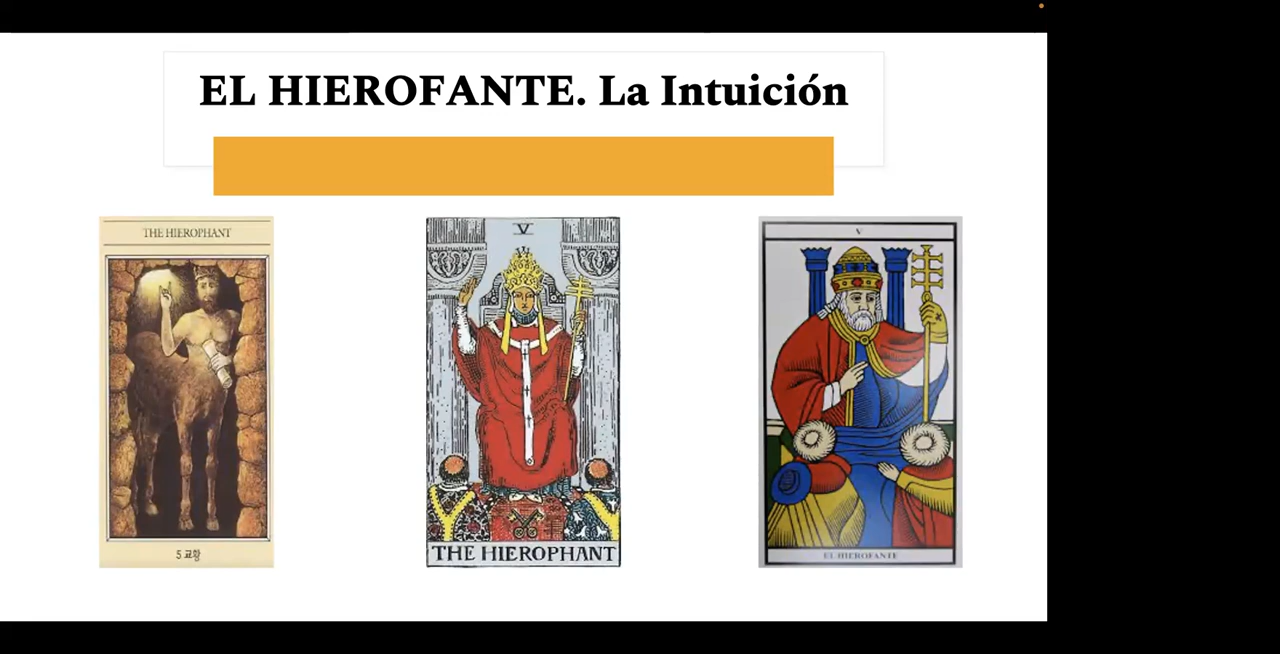 EL HIEROFANTE. La Intuición
THE HIEROPHANT
5 교황
V
THE HIEROPHANT
V
EL HIEROFANTE